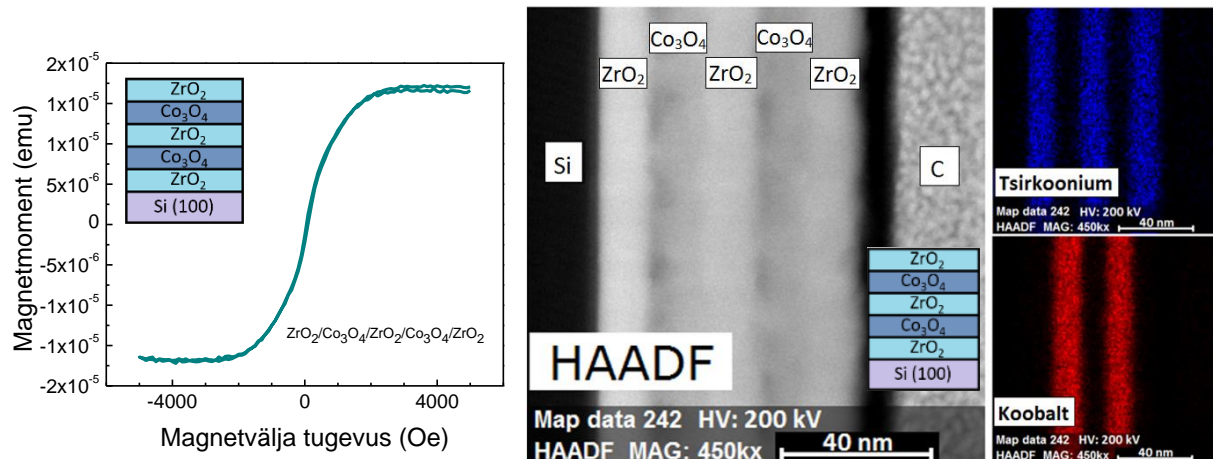 2x10⁻⁵
1x10⁻⁵
1x10⁻⁵
5x10⁻⁶
0
-5x10⁻⁶
-1x10⁻⁵
-1x10⁻⁵
-2x10⁻⁵
Magnetmoment (emu)
-4000 0 4000
Magnetvälja tugevus (Oe)
ZrO₂
Co₃O₄
ZrO₂
Co₃O₄
ZrO₂
Si (100)
ZrO₂/Co₃O₄/ZrO₂/Co₃O₄/ZrO₂
Co₃O₄ Co₃O₄
ZrO₂ ZrO₂ ZrO₂
Si
C
ZrO₂
Co₃O₄
ZrO₂
Co₃O₄
ZrO₂
Si (100)
HAADF
Map data 242 HV: 200 kV
HAADF MAG: 450kx 40 nm
Tsirkoonium
Map data 242 HV: 200 kV
HAADF MAG: 450kx 40 nm
Koobalt
Map data 242 HV: 200 kV
HAADF MAG: 450kx 40 nm